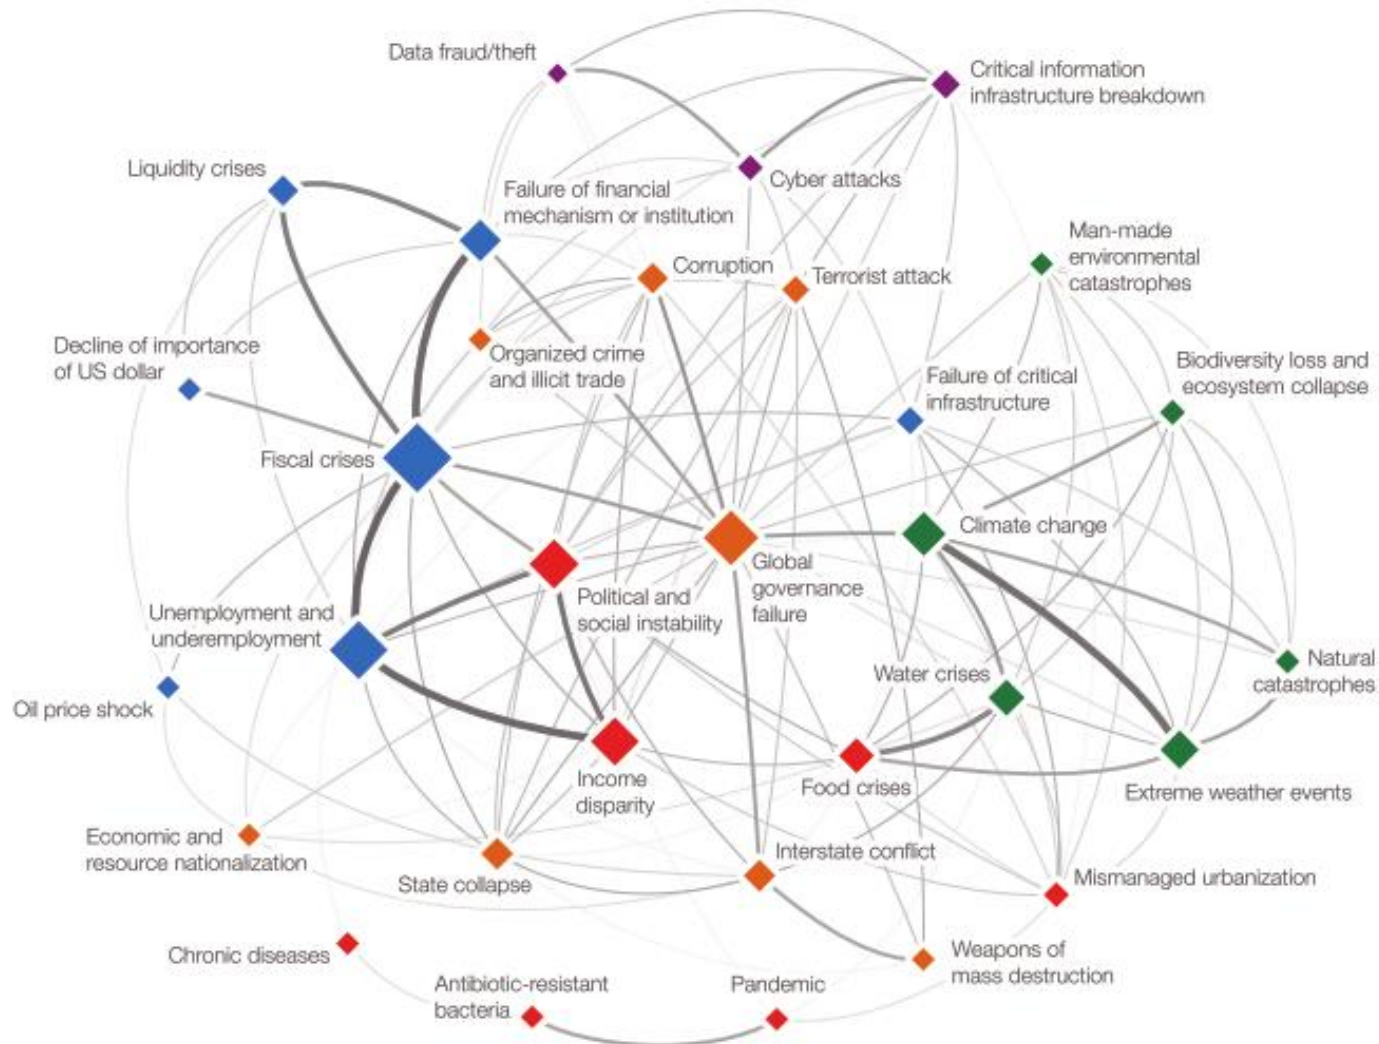 Data fraud/theft
Critical information
infrastructure breakdown
Liquidity crises
Cyber attacks
Failure of financial
mechanism or institution
Man-made
environmental
catastrophes
Corruption
Terrorist attack
Decline of importance
of US dollar
Organized crime
and illicit trade
Biodiversity loss and
ecosystem collapse
Failure of critical
infrastructure
Fiscal crises
Climate change
Global
governance
failure
Political and
social instability
Unemployment and
underemployment
Water crises
Natural
catastrophes
Oil price shock
Income
disparity
Food crises
Extreme weather events
Economic and
resource nationalization
Interstate conflict
State collapse
Mismanaged urbanization
Chronic diseases
Weapons of
mass destruction
Antibiotic-resistant
bacteria
Pandemic